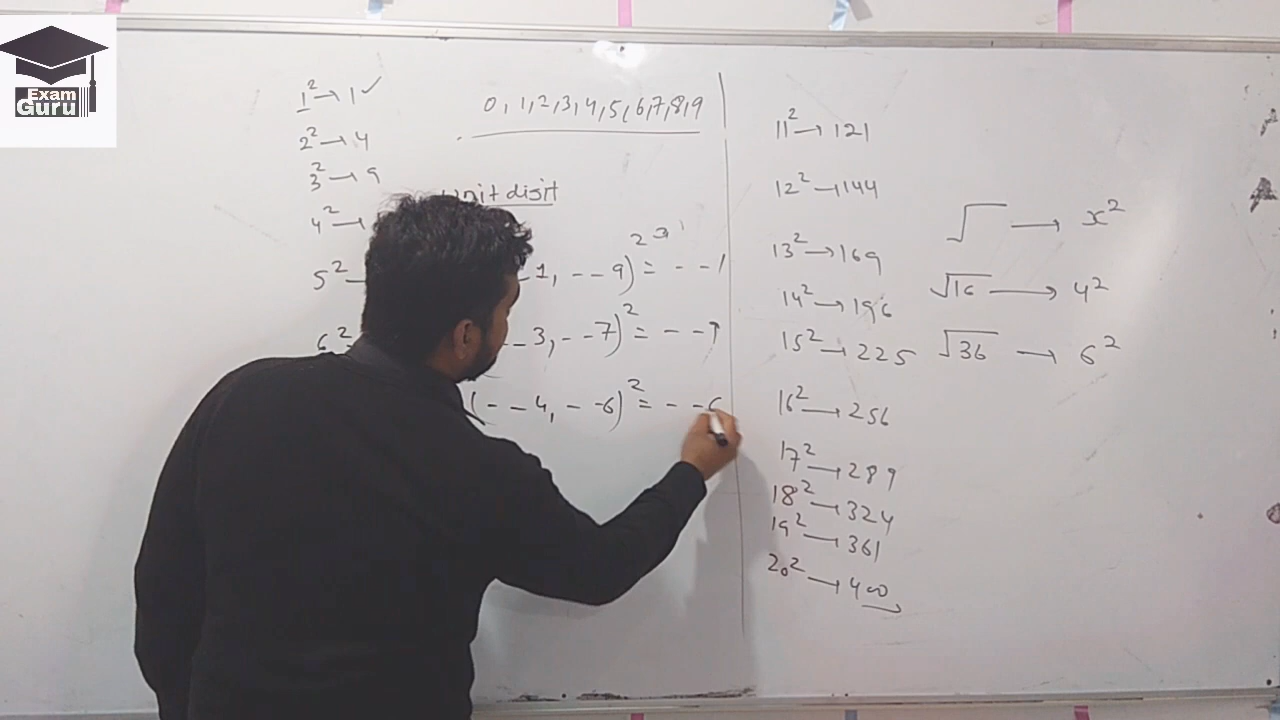 Exam
Guru
1² → 1 ✓
2² → 4
3² → 9
4² →
5² →
6²
0, 1, 2, 3, 4, 5, 6, 7, 8, 9
unit digit
1, - - 9)² = - - 1
- 3, - - 7)² = - - 9
(- - 4, - - 6)² = - - 6
11² → 121
12² → 144
13² → 169
14² → 196
15² → 225
16² → 256
17² → 289
18² → 324
19² → 361
20² → 400
√ → x²
√16 → 4²
√36 → 6²